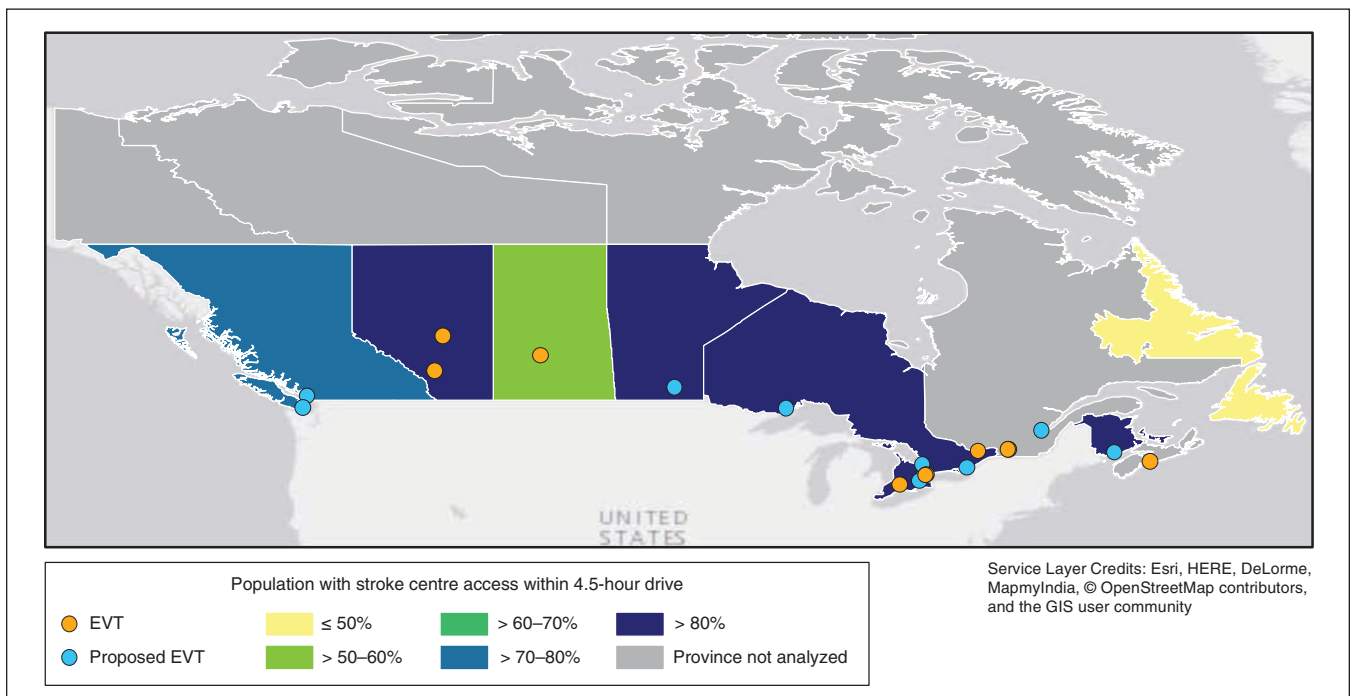 UNITED
STATES
Population with stroke centre access within 4.5-hour drive
EVT
≤ 50%
> 60–70%
> 80%
Proposed EVT
> 50–60%
> 70–80%
Province not analyzed
Service Layer Credits: Esri, HERE, DeLorme,
MapmyIndia, © OpenStreetMap contributors,
and the GIS user community